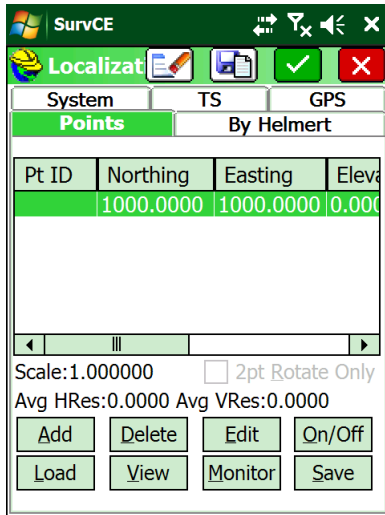 SurvCE
Localizat
System TS GPS
Points By Helmert
Pt ID Northing Easting Eleva
1000.0000 1000.0000 0.000
Scale:1.000000 2pt Rotate Only
Avg HRes:0.0000 Avg VRes:0.0000
Add Delete Edit On/Off
Load View Monitor Save